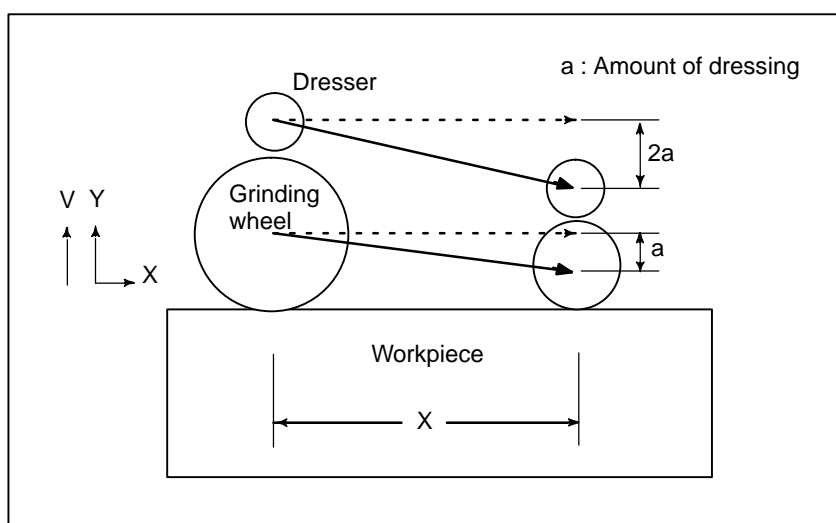 a : Amount of dressing
Dresser
2a
Grinding
wheel
V Y
a
X
Workpiece
X